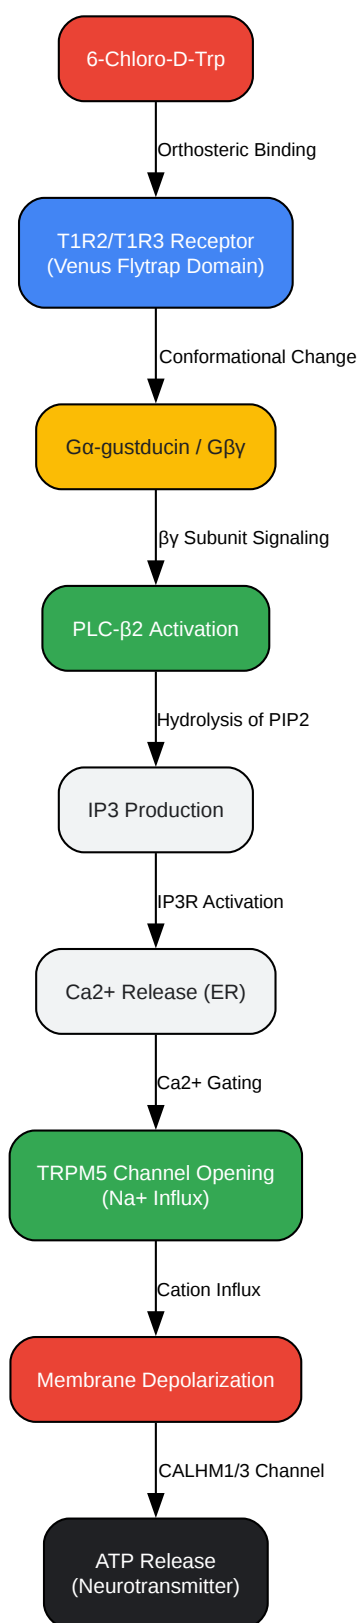 6-Chloro-D-Trp
Orthosteric Binding
T1R2/T1R3 Receptor
(Venus Flytrap Domain)
Conformational Change
Gα-gustducin / Gβγ
βγ Subunit Signaling
PLC-β2 Activation
Hydrolysis of PIP2
IP3 Production
IP3R Activation
Ca2+ Release (ER)
Ca2+ Gating
TRPM5 Channel Opening
(Na+ Influx)
Cation Influx
Membrane Depolarization
CALHM1/3 Channel
ATP Release
(Neurotransmitter)